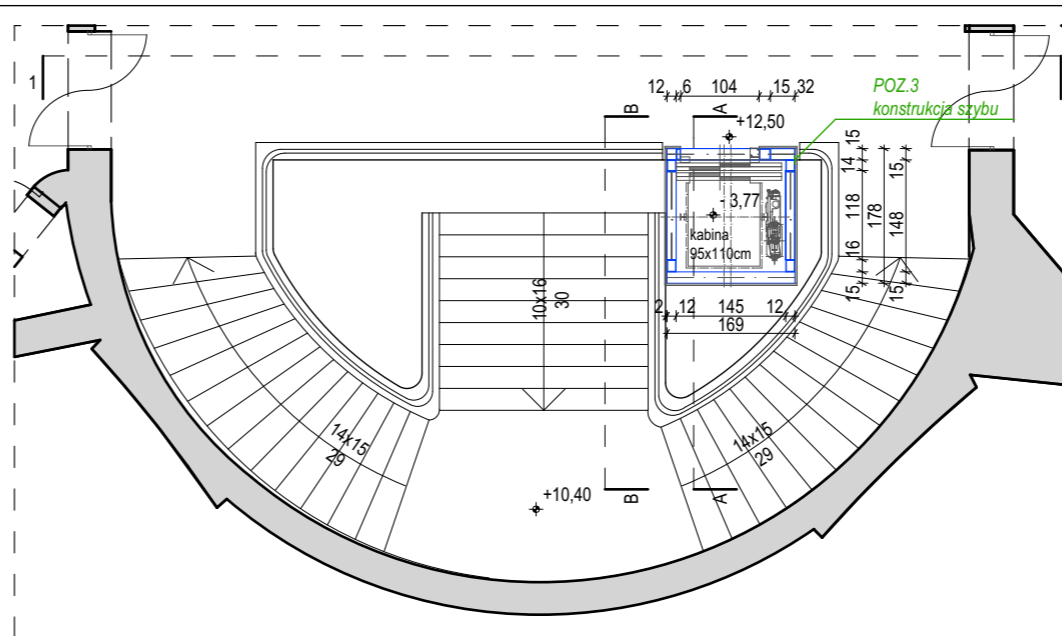 1
12
6
104
15
32
POZ.3
konstrukcja szybu
B
A
+12,50
15
14
118
16
15
178
15
148
15
- 3,77
kabina
95x110cm
2
12
145
12
169
10x16
30
14x15
29
14x15
29
+10,40
B
A